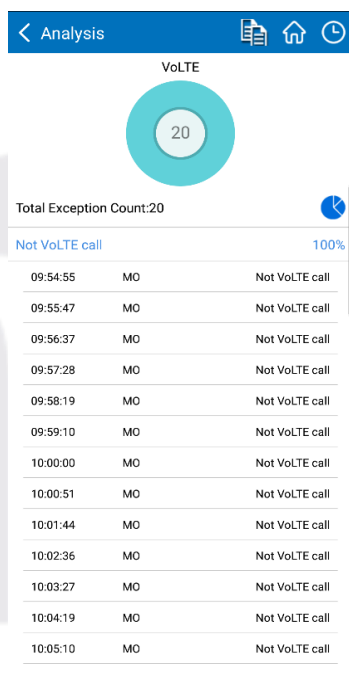 Analysis
VoLTE
20
Total Exception Count:20
Not VoLTE call 100%
09:54:55 MO Not VoLTE call
09:55:47 MO Not VoLTE call
09:56:37 MO Not VoLTE call
09:57:28 MO Not VoLTE call
09:58:19 MO Not VoLTE call
09:59:10 MO Not VoLTE call
10:00:00 MO Not VoLTE call
10:00:51 MO Not VoLTE call
10:01:44 MO Not VoLTE call
10:02:36 MO Not VoLTE call
10:03:27 MO Not VoLTE call
10:04:19 MO Not VoLTE call
10:05:10 MO Not VoLTE call